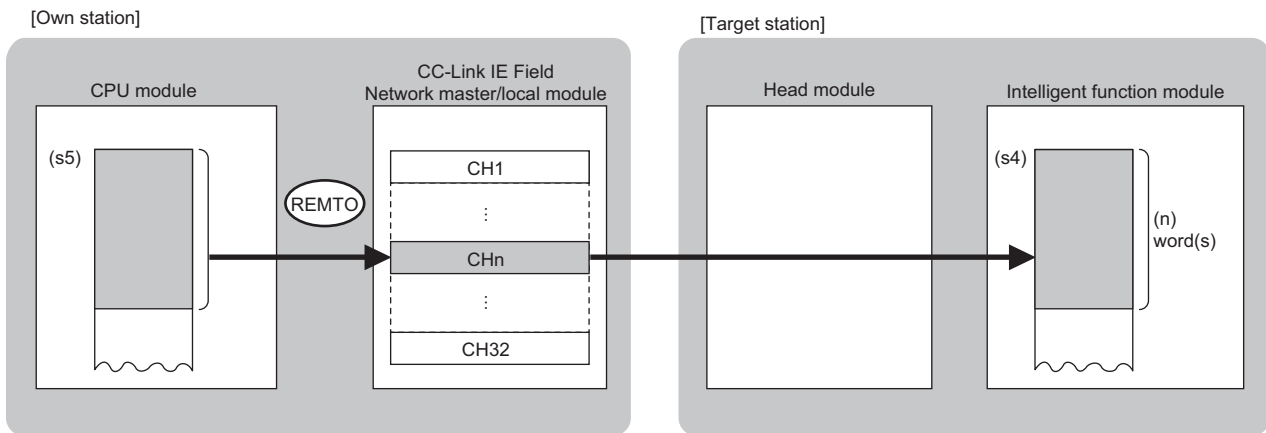 [Own station]
[Target station]
CPU module
CC-Link IE Field
Network master/local module
Head module
Intelligent function module
(s5)
REMTO
CH1
⋮
CHn
⋮
CH32
(s4)
(n)
word(s)